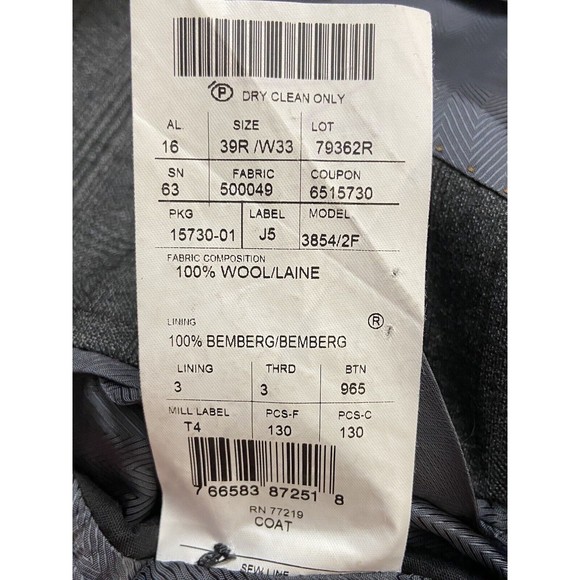 P DRY CLEAN ONLY
AL. SIZE LOT
16 39R /W33 79362R
SN FABRIC COUPON
63 500049 6515730
PKG LABEL MODEL
15730-01 J5 3854/2F
FABRIC COMPOSITION
100% WOOL/LAINE
LINING ®
100% BEMBERG/BEMBERG
LINING THRD BTN
3 3 965
MILL LABEL PCS-F PCS-C
T4 130 130
7 66583 87251 8
RN 77219
COAT
SEW LINE